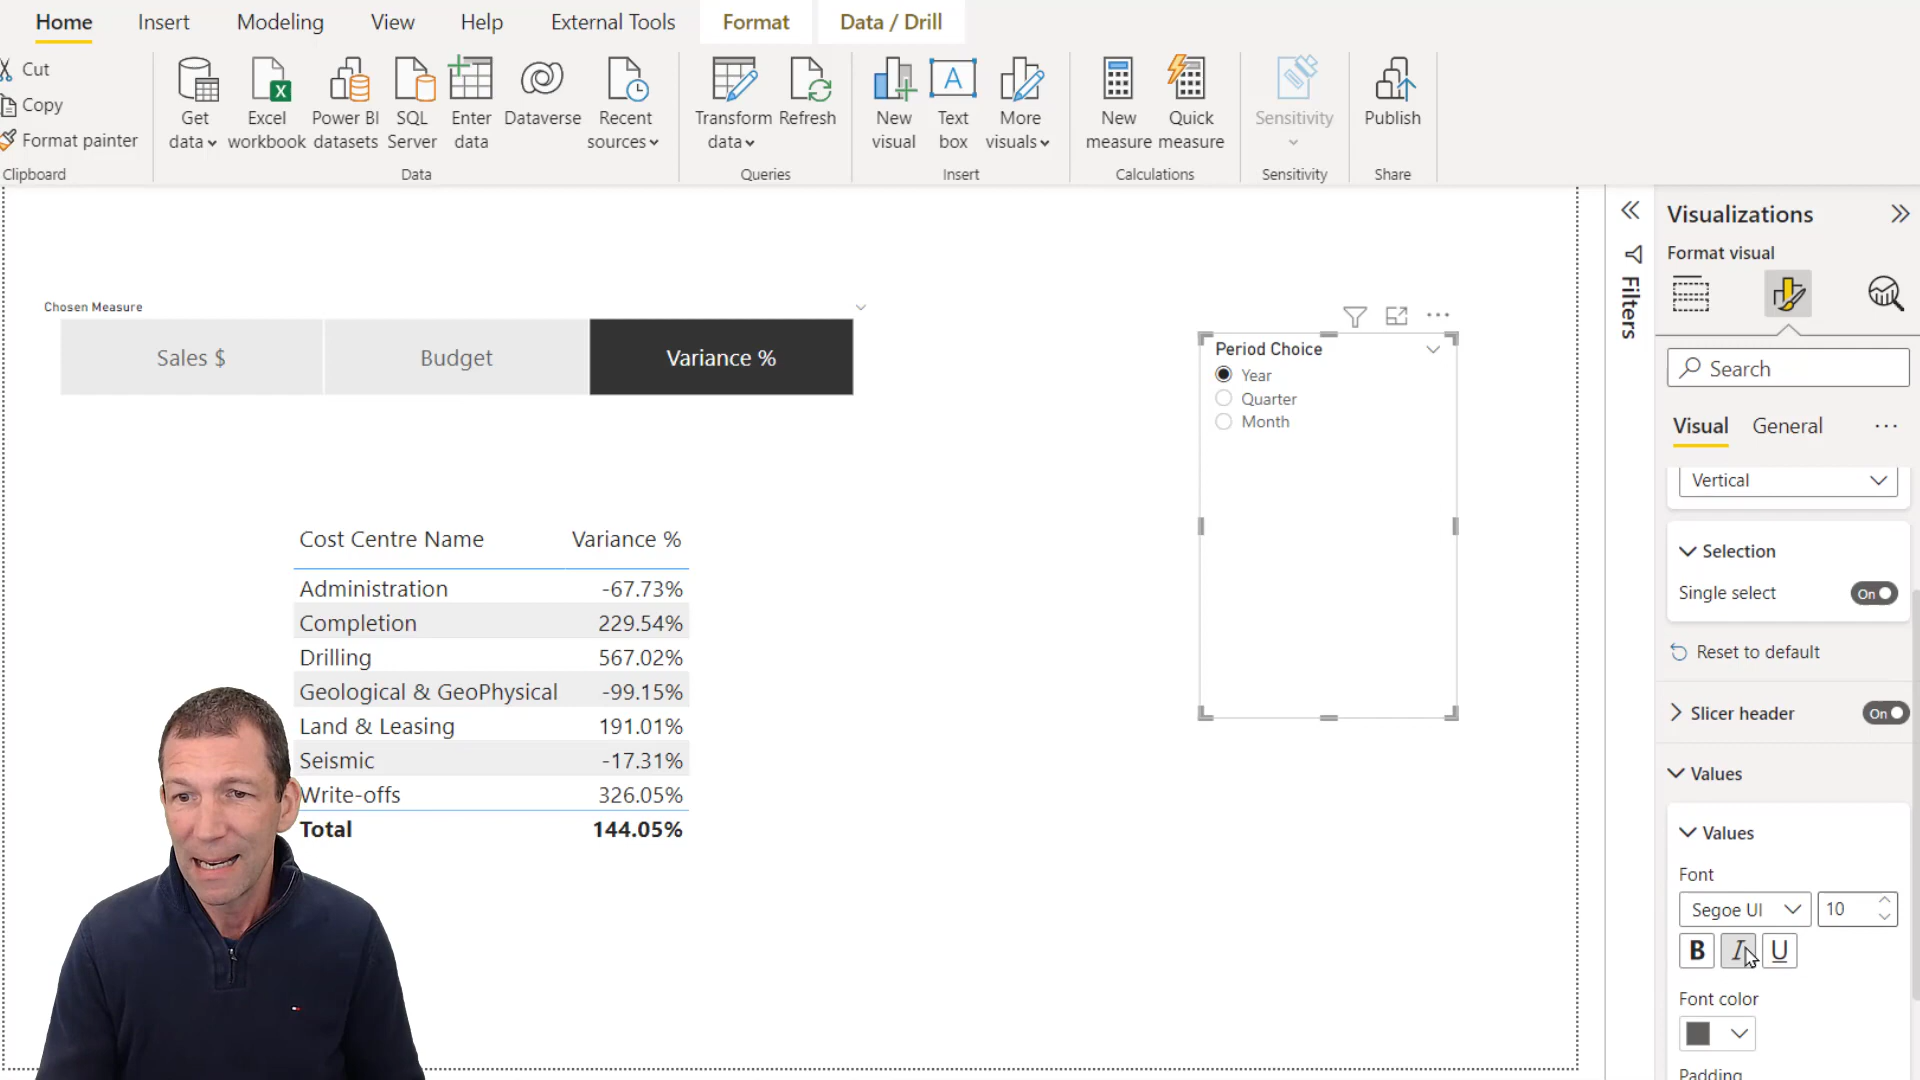 Home Insert Modeling View Help External Tools Format Data / Drill
Cut
Copy
Format painter
Clipboard
Get data
Excel workbook
Power BI datasets
SQL Server
Enter data
Dataverse
Recent sources
Data
Transform data
Refresh
Queries
New visual
Text box
More visuals
Insert
New measure
Quick measure
Calculations
Sensitivity
Sensitivity
Publish
Share
Chosen Measure
Sales $ Budget Variance %
Cost Centre Name Variance %
Administration -67.73%
Completion 229.54%
Drilling 567.02%
Geological & GeoPhysical -99.15%
Land & Leasing 191.01%
Seismic -17.31%
Write-offs 326.05%
Total 144.05%
Period Choice
Year
Quarter
Month
Filters
Visualizations
Format visual
Search
Visual General
Vertical
Selection
Single select On
Reset to default
Slicer header On
Values
Values
Font
Segoe UI 10
B I U
Font color
Padding